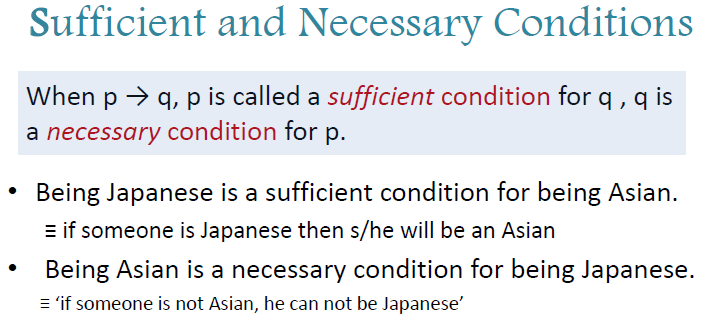 Sufficient and Necessary Conditions
When p → q, p is called a sufficient condition for q , q is
a necessary condition for p.
• Being Japanese is a sufficient condition for being Asian.
≡ if someone is Japanese then s/he will be an Asian
• Being Asian is a necessary condition for being Japanese.
≡ ‘if someone is not Asian, he can not be Japanese’